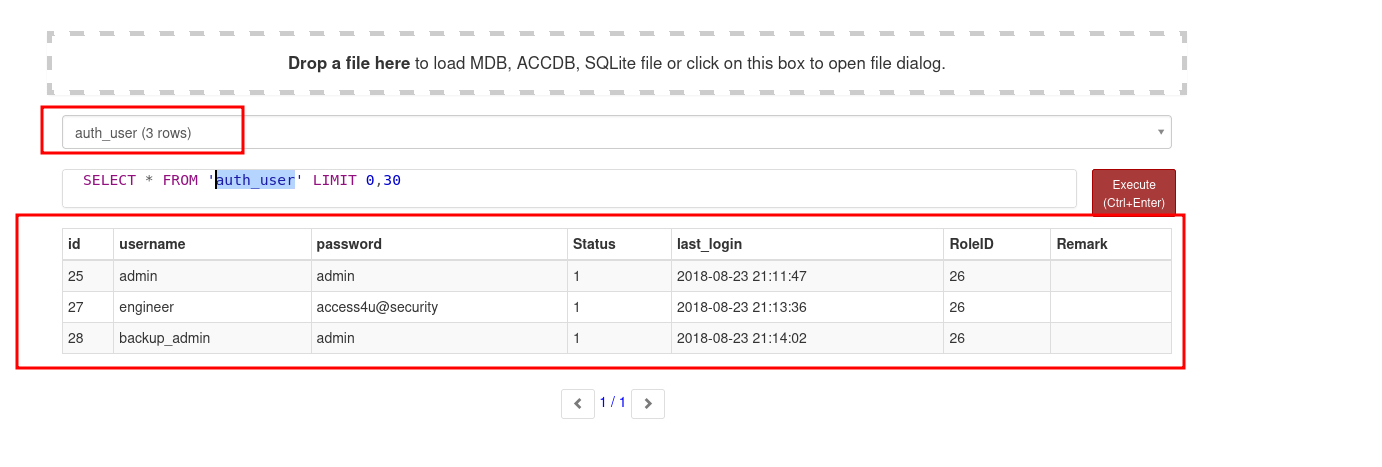 Drop a file here to load MDB, ACCDB, SQLite file or click on this box to open file dialog.
auth_user (3 rows)
SELECT * FROM 'auth_user' LIMIT 0,30
Execute
(Ctrl+Enter)
id username password Status last_login RoleID Remark
25 admin admin 1 2018-08-23 21:11:47 26
27 engineer access4u@security 1 2018-08-23 21:13:36 26
28 backup_admin admin 1 2018-08-23 21:14:02 26
1 / 1